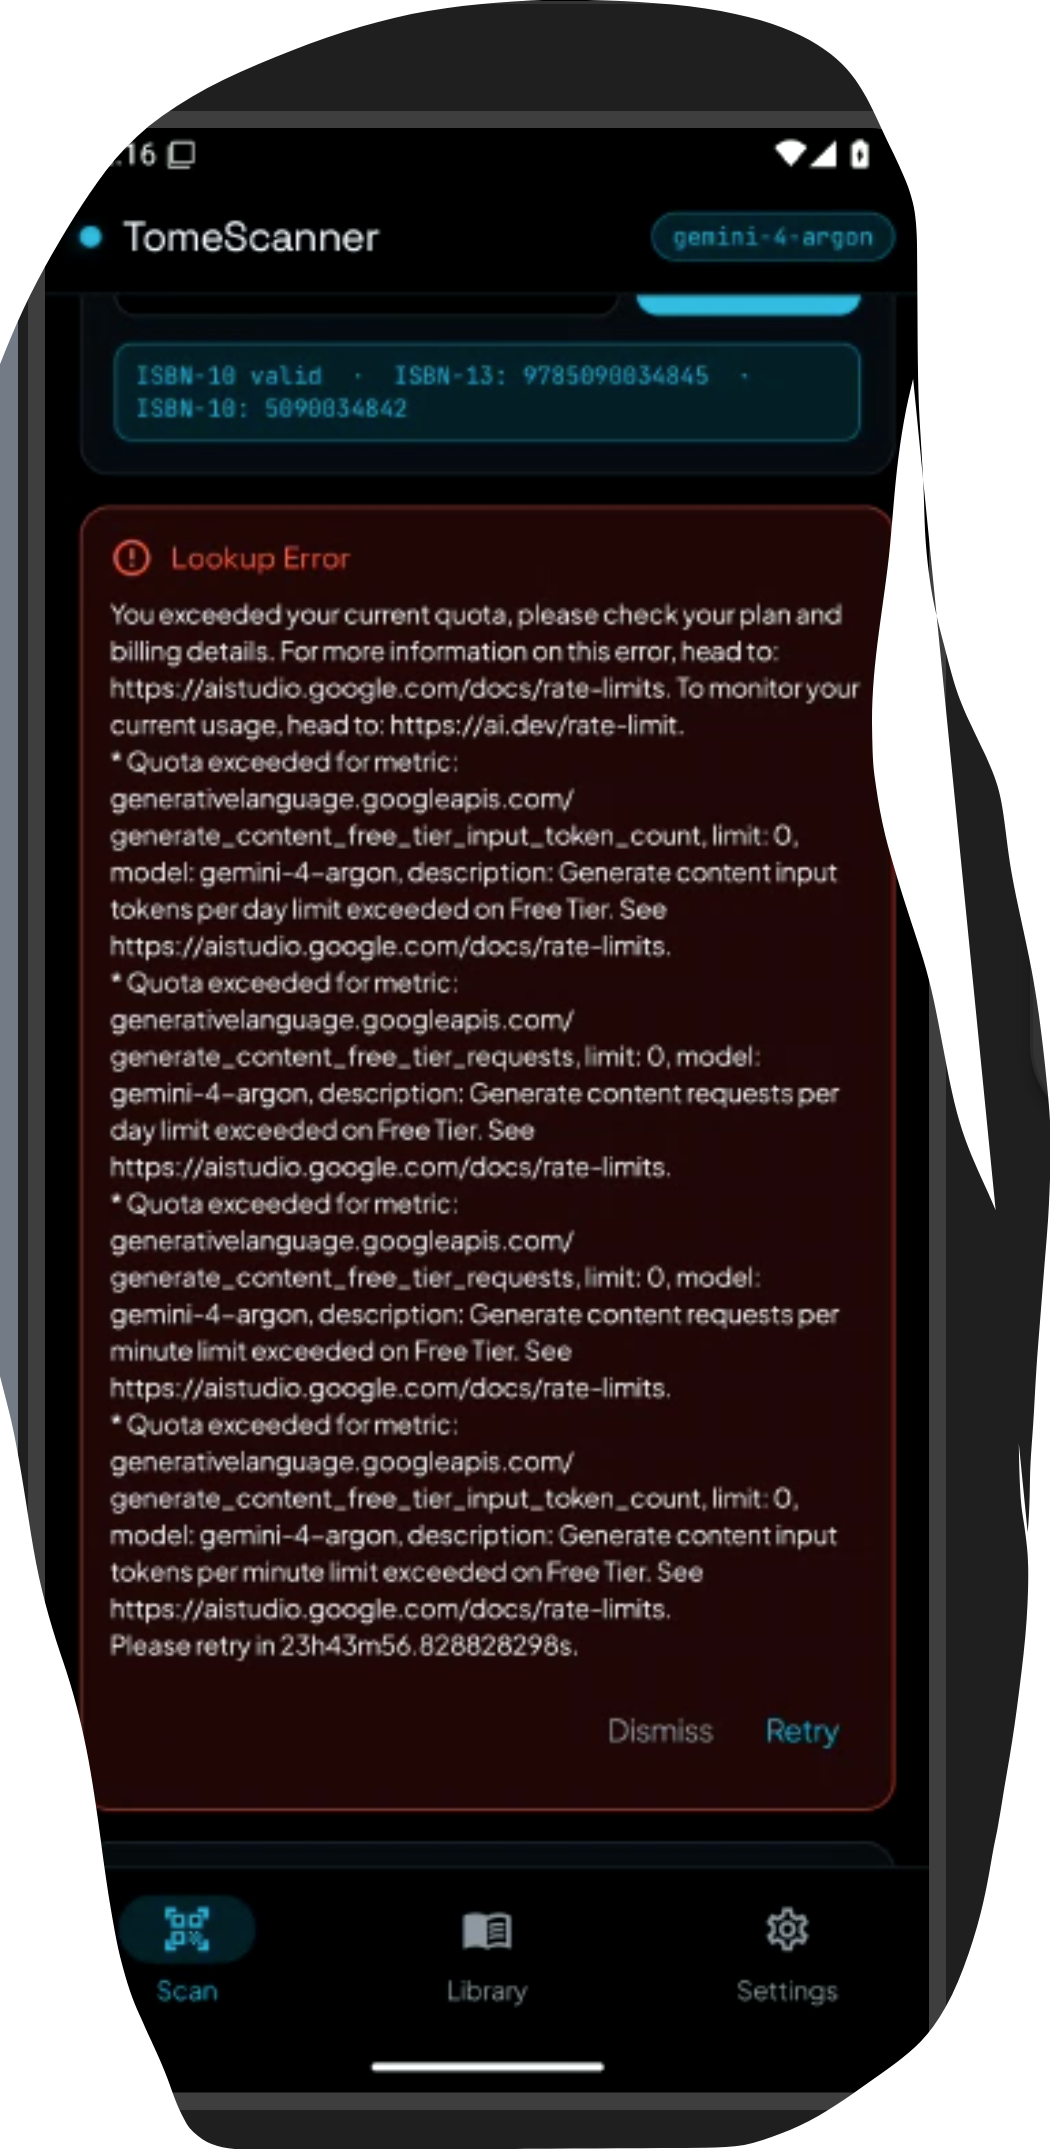 16
TomeScanner
gemini-4-argon
ISBN-10 valid · ISBN-13: 9785090034845 ·
ISBN-10: 5090034842
Lookup Error
You exceeded your current quota, please check your plan and
billing details. For more information on this error, head to:
https://aistudio.google.com/docs/rate-limits. To monitor your
current usage, head to: https://ai.dev/rate-limit.
* Quota exceeded for metric:
generativelanguage.googleapis.com/
generate_content_free_tier_input_token_count, limit: 0,
model: gemini-4-argon, description: Generate content input
tokens per day limit exceeded on Free Tier. See
https://aistudio.google.com/docs/rate-limits.
* Quota exceeded for metric:
generativelanguage.googleapis.com/
generate_content_free_tier_requests, limit: 0, model:
gemini-4-argon, description: Generate content requests per
day limit exceeded on Free Tier. See
https://aistudio.google.com/docs/rate-limits.
* Quota exceeded for metric:
generativelanguage.googleapis.com/
generate_content_free_tier_requests, limit: 0, model:
gemini-4-argon, description: Generate content requests per
minute limit exceeded on Free Tier. See
https://aistudio.google.com/docs/rate-limits.
* Quota exceeded for metric:
generativelanguage.googleapis.com/
generate_content_free_tier_input_token_count, limit: 0,
model: gemini-4-argon, description: Generate content input
tokens per minute limit exceeded on Free Tier. See
https://aistudio.google.com/docs/rate-limits.
Please retry in 23h43m56.828828298s.
Dismiss Retry
Scan Library Settings